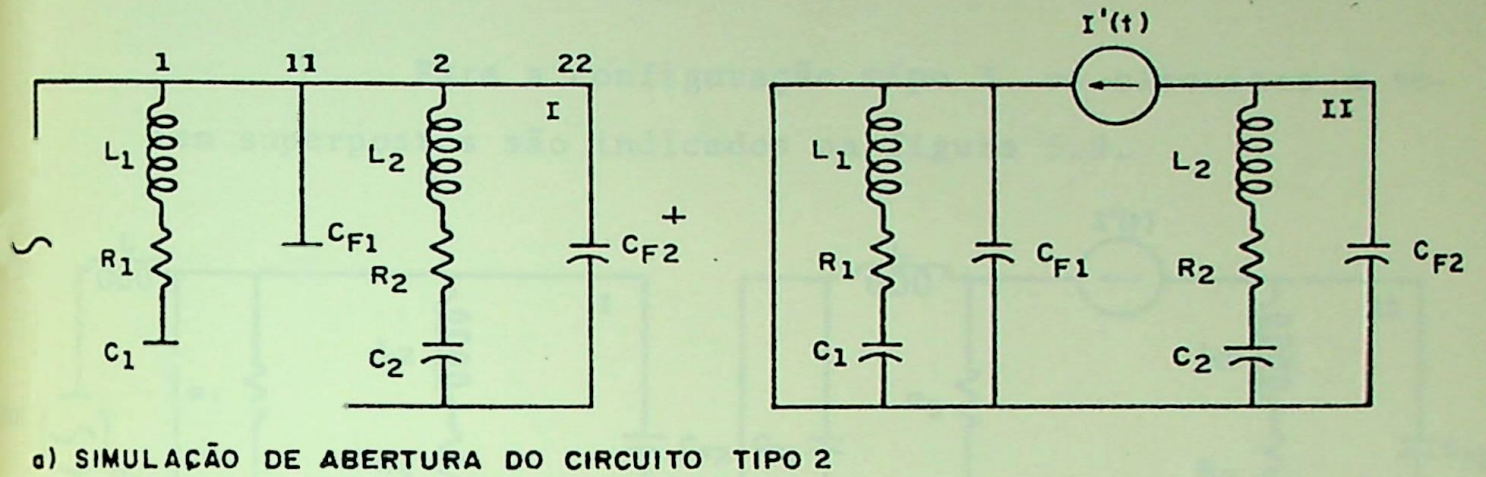 I'(t)
1 11 2 22
I
II
L1
L2
L1
L2
+
CF1
CF2
CF1
CF2
R1
R2
R1
R2
C1
C2
C1
C2
a) SIMULAÇÃO DE ABERTURA DO CIRCUITO TIPO 2